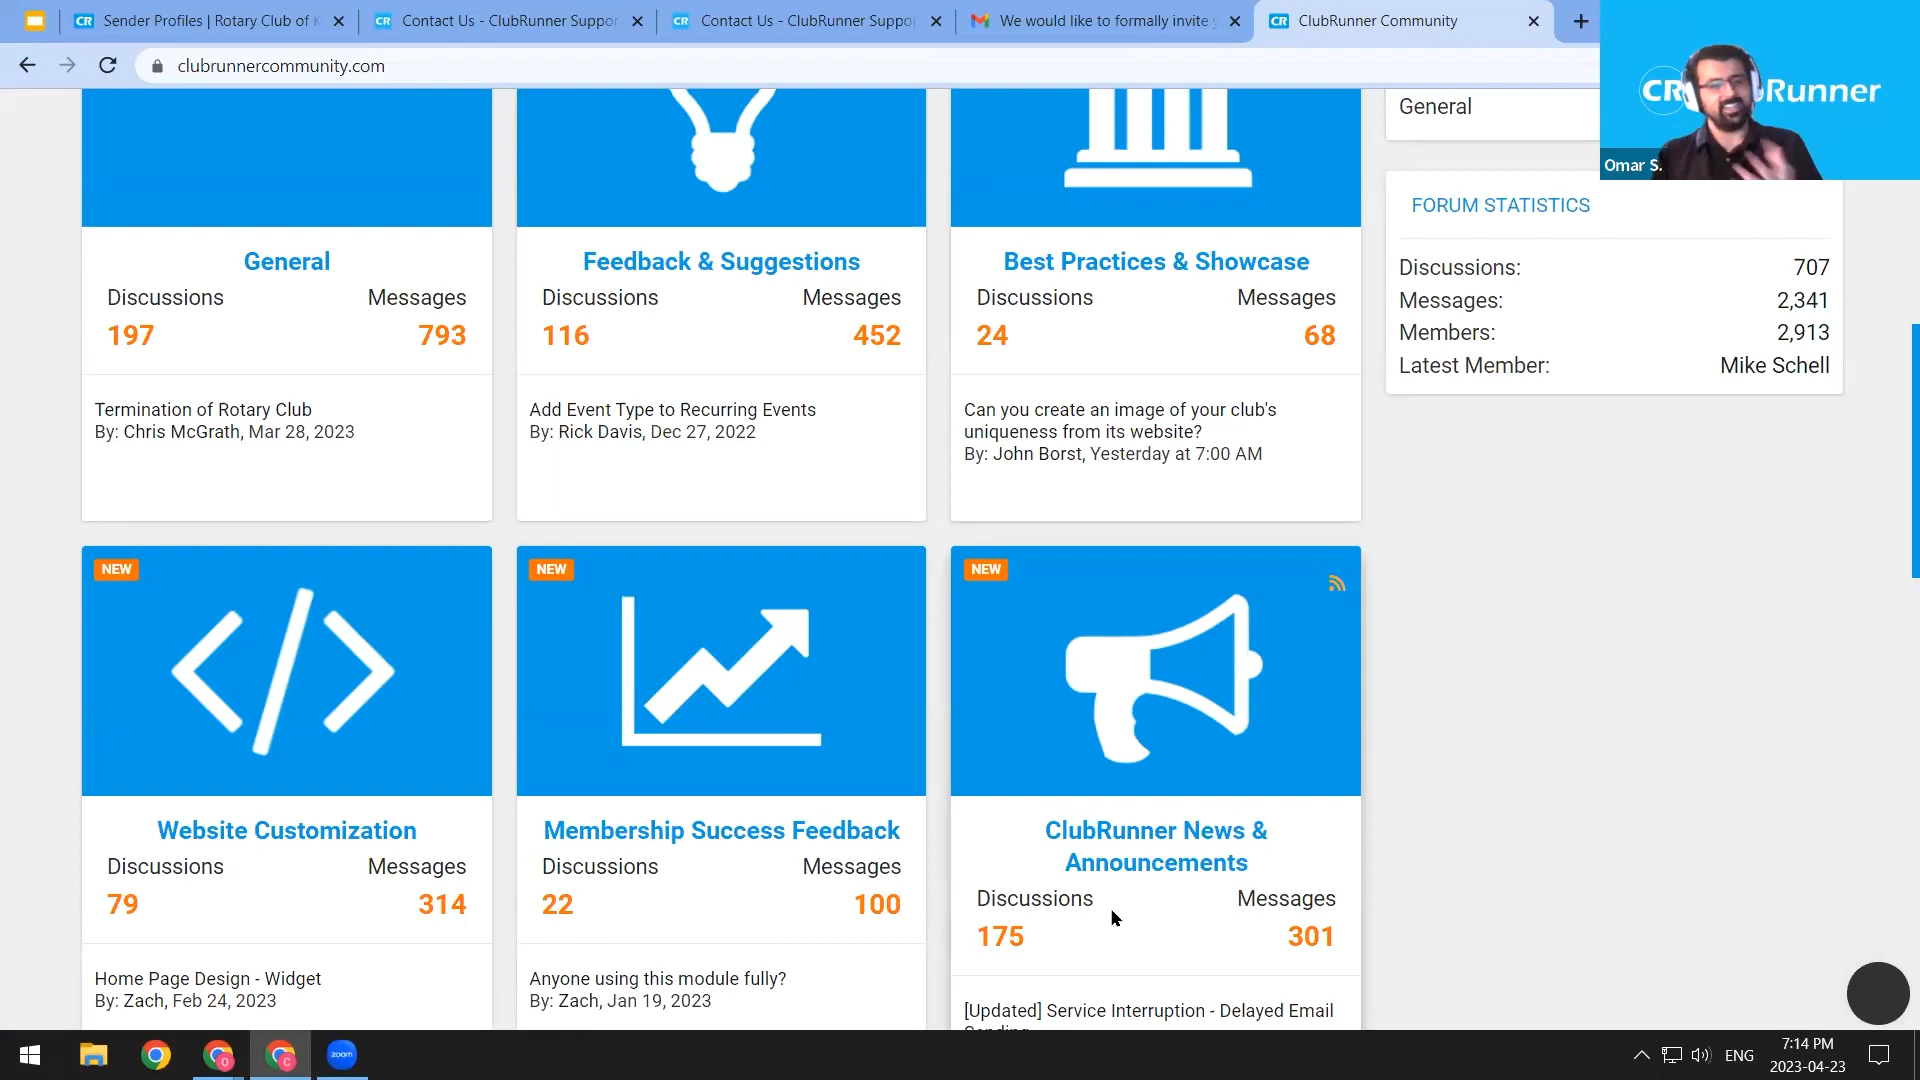 Sender Profiles | Rotary Club of K
Contact Us - ClubRunner Suppor
Contact Us - ClubRunner Suppo
We would like to formally invite y
ClubRunner Community
clubrunnercommunity.com
CR Runner
Omar S.
General
FORUM STATISTICS
Discussions: 707
Messages: 2,341
Members: 2,913
Latest Member: Mike Schell
General
Discussions Messages
197 793
Termination of Rotary Club
By: Chris McGrath, Mar 28, 2023
Feedback & Suggestions
Discussions Messages
116 452
Add Event Type to Recurring Events
By: Rick Davis, Dec 27, 2022
Best Practices & Showcase
Discussions Messages
24 68
Can you create an image of your club's
uniqueness from its website?
By: John Borst, Yesterday at 7:00 AM
NEW
Website Customization
Discussions Messages
79 314
Home Page Design - Widget
By: Zach, Feb 24, 2023
NEW
Membership Success Feedback
Discussions Messages
22 100
Anyone using this module fully?
By: Zach, Jan 19, 2023
NEW
ClubRunner News &
Announcements
Discussions Messages
175 301
[Updated] Service Interruption - Delayed Email
zoom
ENG
7:14 PM
2023-04-23